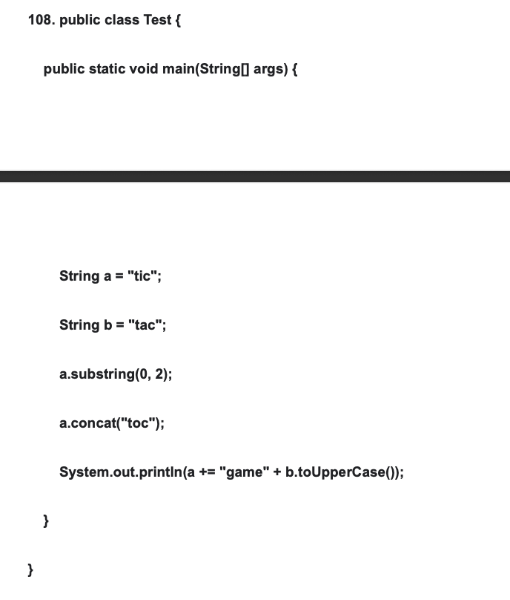 108. public class Test {
public static void main(String[] args) {
String a = "tic";
String b = "tac";
a.substring(0, 2);
a.concat("toc");
System.out.println(a += "game" + b.toUpperCase());
}
}